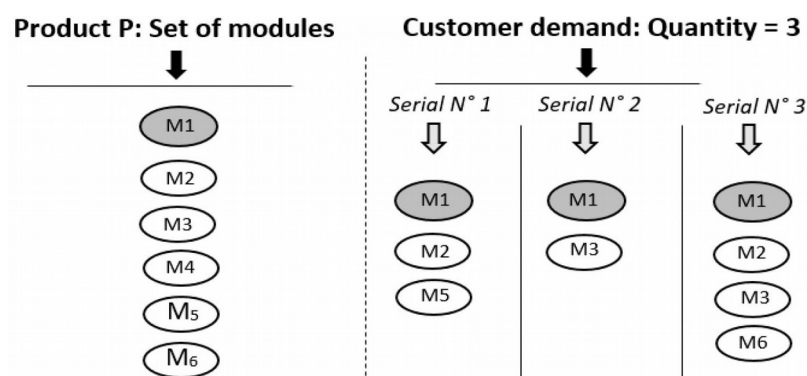 Product P: Set of modules
M1
M2
M3
M4
M5
M6
Customer demand: Quantity = 3
Serial N° 1
M1
M2
M5
Serial N° 2
M1
M3
Serial N° 3
M1
M2
M3
M6